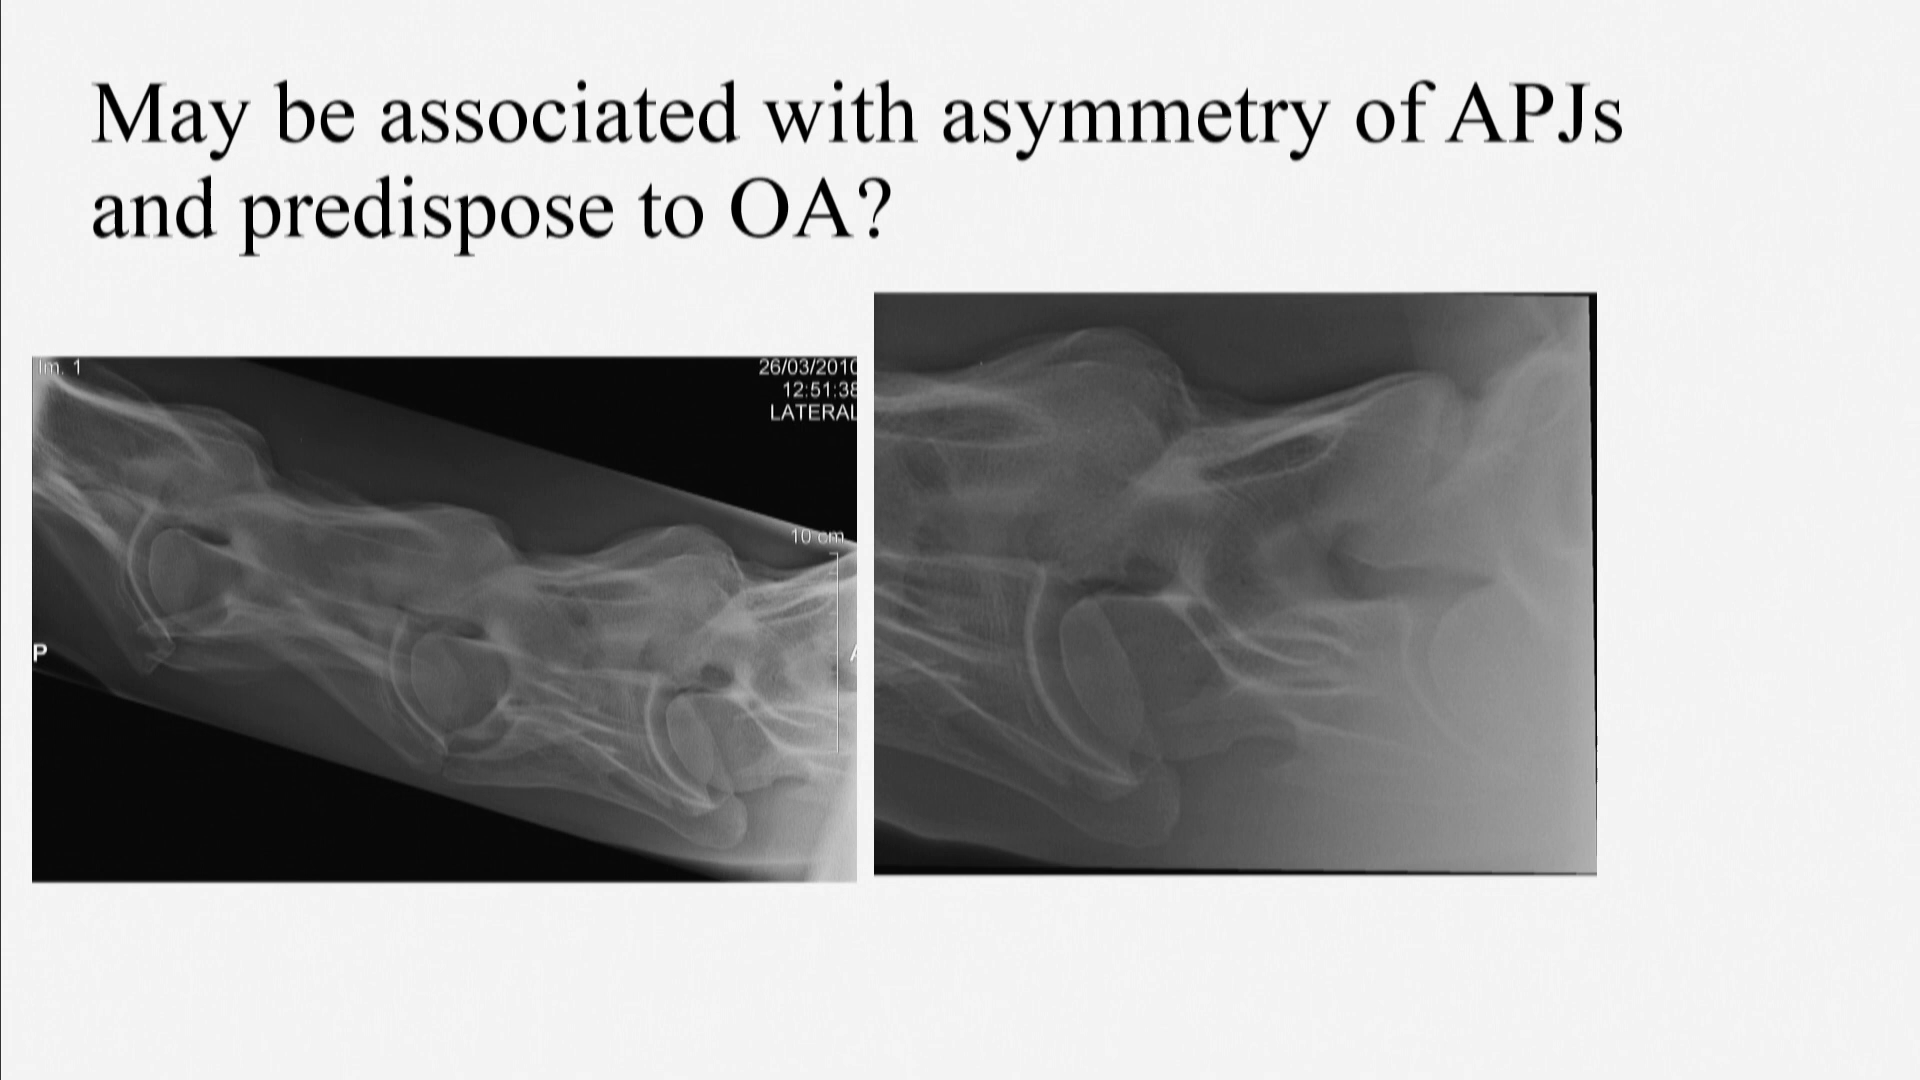 May be associated with asymmetry of APJs
and predispose to OA?
Im. 1
26/03/2010
12:51:38
LATERAL
10 cm
P